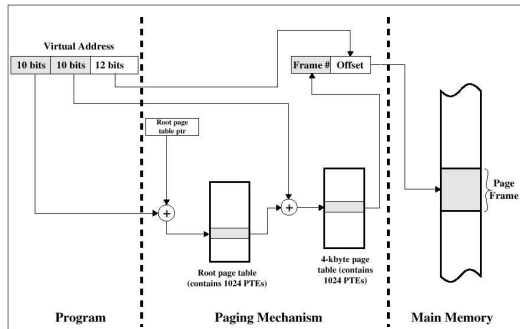 Virtual Address
10 bits 10 bits 12 bits
Frame # Offset
Root page
table ptr
+
+
Page
Frame
Root page table
(contains 1024 PTEs)
4-kbyte page
table (contains
1024 PTEs)
Program
Paging Mechanism
Main Memory